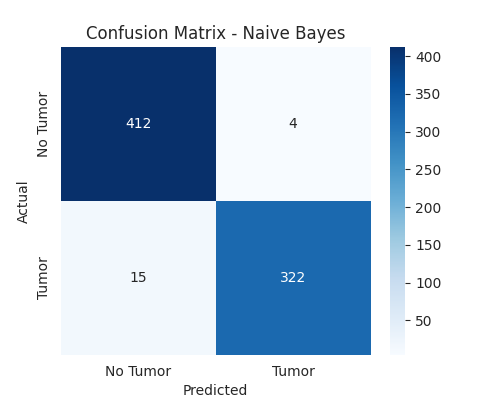 Confusion Matrix - Naive Bayes
Actual
No Tumor
Tumor
412
4
15
322
No Tumor
Tumor
Predicted
400
350
300
250
200
150
100
50